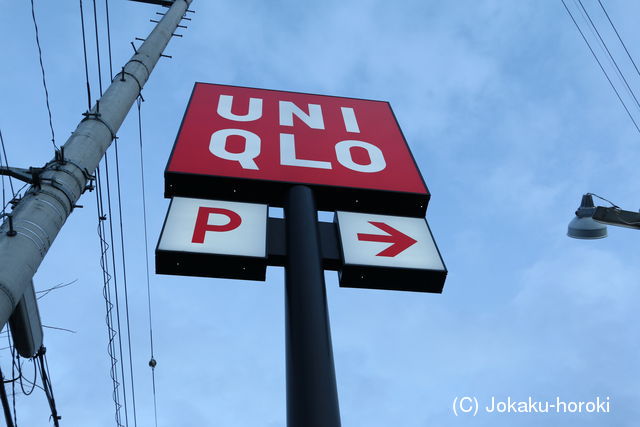 UNI
QLO
P →
(C) Jokaku-horoki